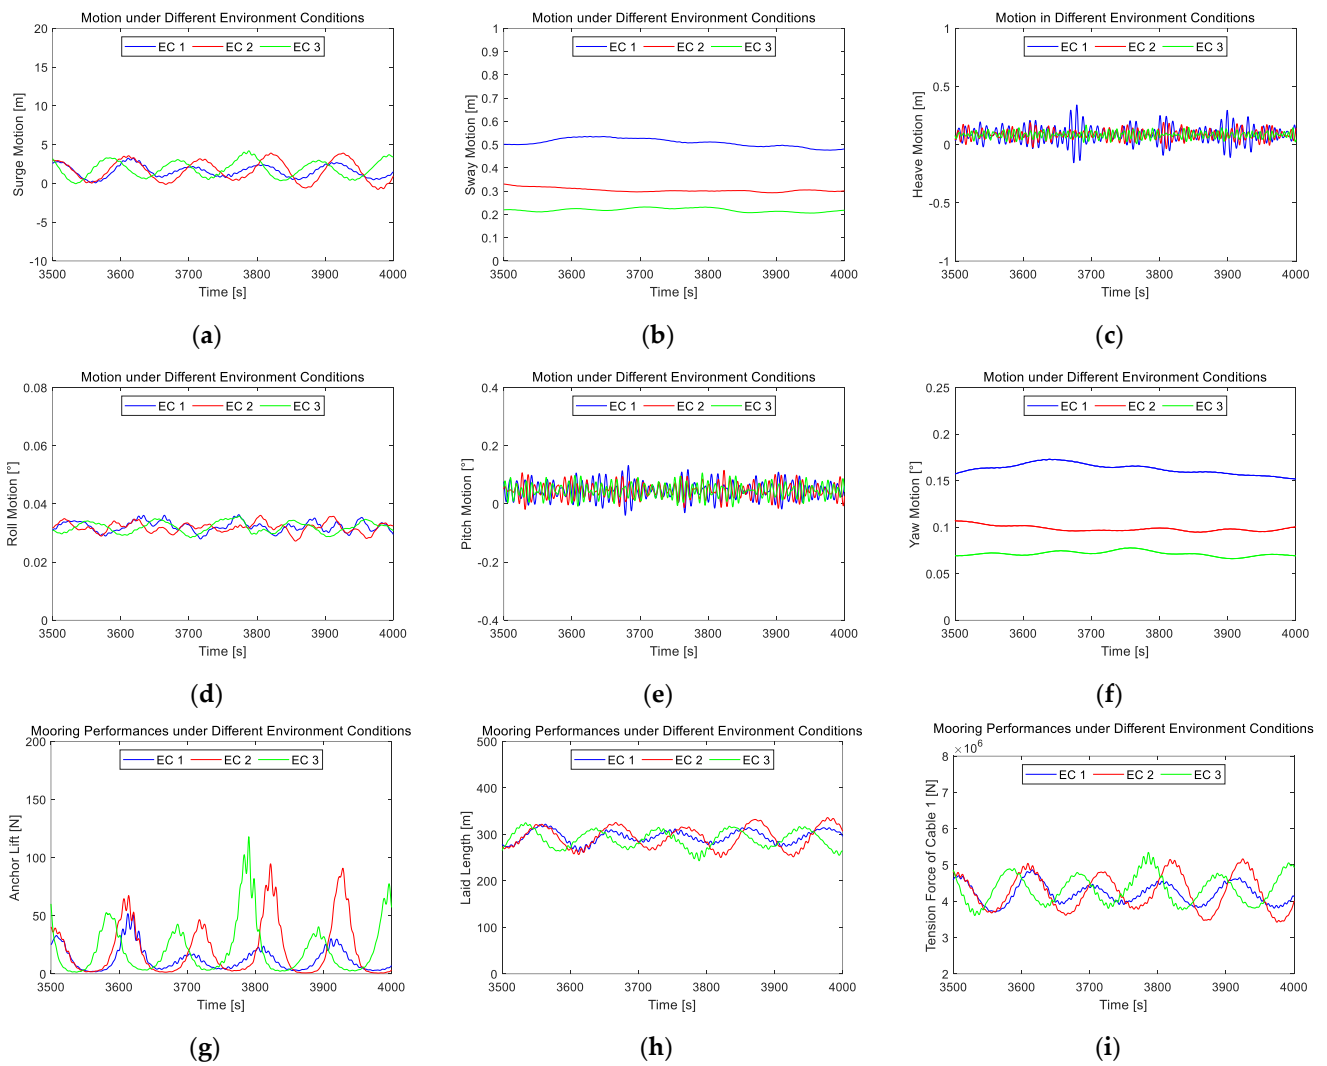 Motion under Different Environment Conditions
EC 1 EC 2 EC 3
20
15
10
5
0
-5
-10
Surge Motion [m]
3500 3600 3700 3800 3900 4000
Time [s]
(a)
Motion under Different Environment Conditions
EC 1 EC 2 EC 3
1
0.9
0.8
0.7
0.6
0.5
0.4
0.3
0.2
0.1
0
Sway Motion [m]
3500 3600 3700 3800 3900 4000
Time [s]
(b)
Motion in Different Environment Conditions
EC 1 EC 2 EC 3
1
0.5
0
-0.5
-1
Heave Motion [m]
3500 3600 3700 3800 3900 4000
Time [s]
(c)
Motion under Different Environment Conditions
EC 1 EC 2 EC 3
0.08
0.06
0.04
0.02
0
Roll Motion [°]
3500 3600 3700 3800 3900 4000
Time [s]
(d)
Motion under Different Environment Conditions
EC 1 EC 2 EC 3
0.4
0.2
0
-0.2
-0.4
Pitch Motion [°]
3500 3600 3700 3800 3900 4000
Time [s]
(e)
Motion under Different Environment Conditions
EC 1 EC 2 EC 3
0.25
0.2
0.15
0.1
0.05
0
Yaw Motion [°]
3500 3600 3700 3800 3900 4000
Time [s]
(f)
Mooring Performances under Different Environment Conditions
EC 1 EC 2 EC 3
200
150
100
50
0
Anchor Lift [N]
3500 3600 3700 3800 3900 4000
Time [s]
(g)
Mooring Performances under Different Environment Conditions
EC 1 EC 2 EC 3
500
400
300
200
100
0
Laid Length [m]
3500 3600 3700 3800 3900 4000
Time [s]
(h)
Mooring Performances under Different Environment Conditions
×10⁶
EC 1 EC 2 EC 3
8
7
6
5
4
3
2
Tension Force of Cable 1 [N]
3500 3600 3700 3800 3900 4000
Time [s]
(i)